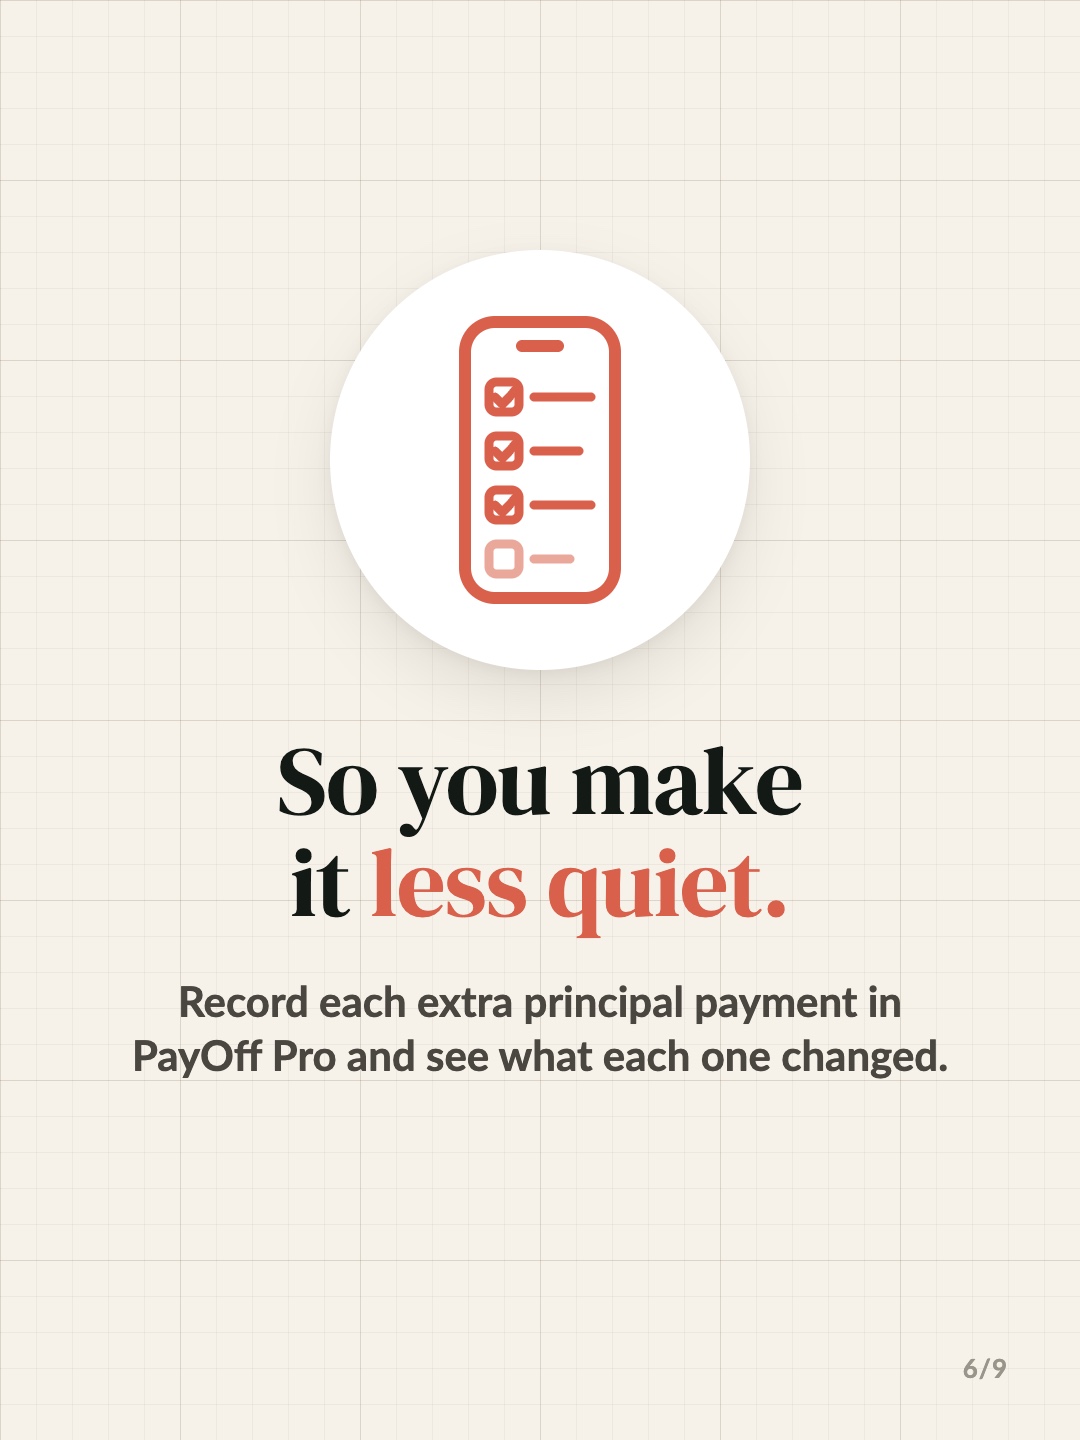 So you make
it less quiet.
Record each extra principal payment in
PayOff Pro and see what each one changed.
6/9